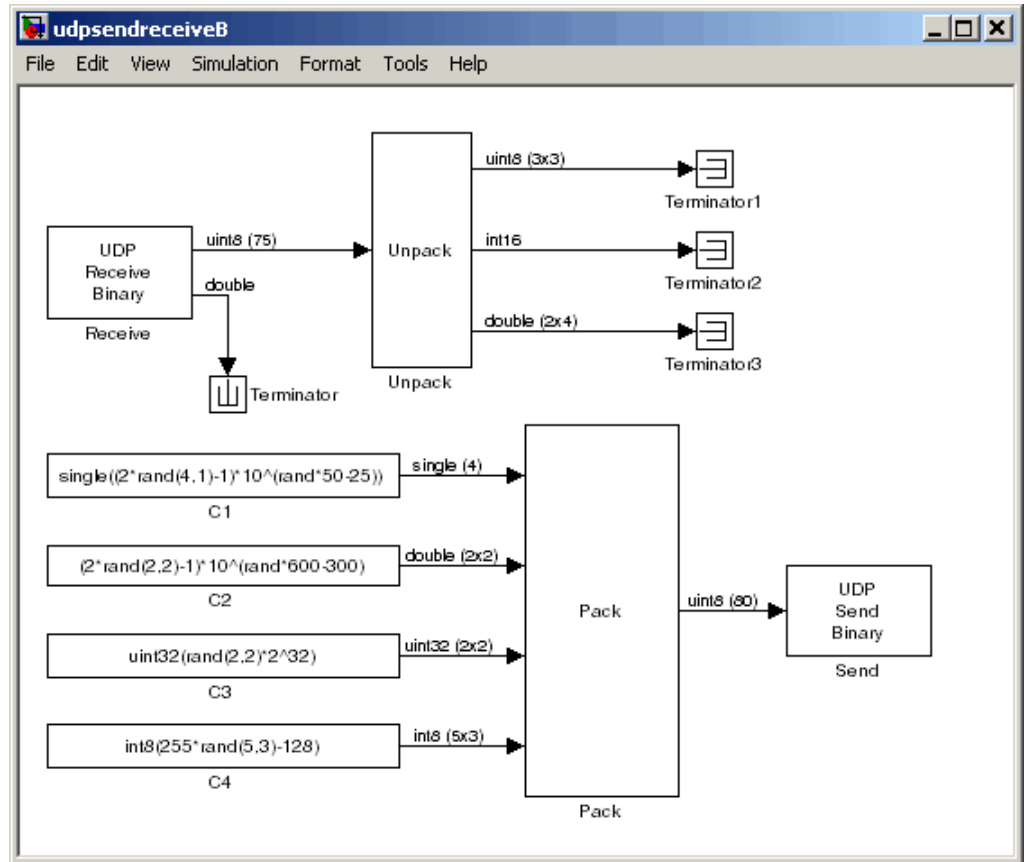 udpsendreceiveB
File Edit View Simulation Format Tools Help
uint8 (3x3)
Terminator1
UDP
Receive
Binary
Receive
uint8 (75)
double
Terminator
Unpack
Unpack
int16
Terminator2
double (2x4)
Terminator3
single((2*rand(4,1)-1)*10^(rand*50-25))
C1
single (4)
(2*rand(2,2)-1)*10^(rand*600-300)
C2
double (2x2)
uint32(rand(2,2)*2^32)
C3
uint32 (2x2)
int8(255*rand(5,3)-128)
C4
int8 (5x3)
Pack
Pack
uint8 (80)
UDP
Send
Binary
Send